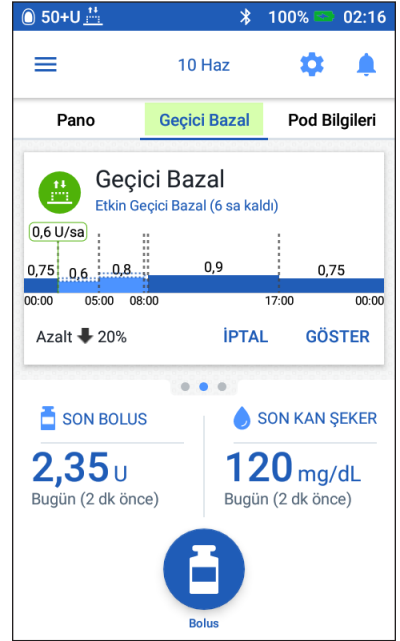 50+U 100% 02:16
10 Haz
Pano Geçici Bazal Pod Bilgileri
Geçici Bazal
Etkin Geçici Bazal (6 sa kaldı)
0,6 U/sa
0,75 0,6 0,8 0,9 0,75
00:00 05:00 08:00 17:00 00:00
Azalt 20% İPTAL GÖSTER
SON BOLUS SON KAN ŞEKER
2,35 U 120 mg/dL
Bugün (2 dk önce) Bugün (2 dk önce)
Bolus